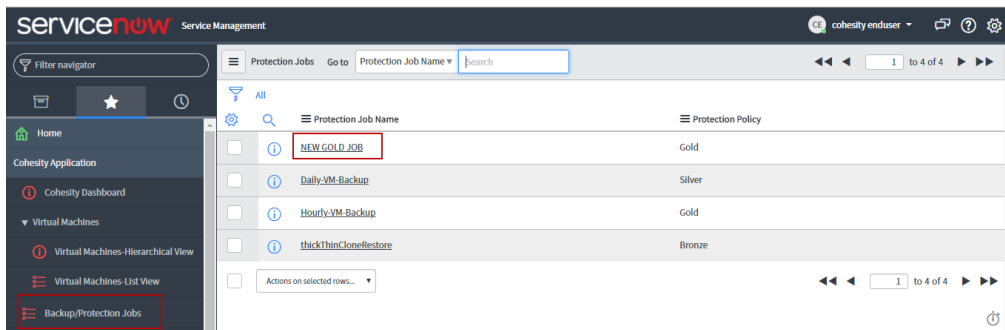 servicenow Service Management
CE cohesity enduser
Filter navigator
Protection Jobs Go to Protection Job Name Search
1 to 4 of 4
All
Protection Job Name Protection Policy
Home
NEW GOLD JOB Gold
Cohesity Application
Daily-VM-Backup Silver
Cohesity Dashboard
Virtual Machines
Hourly-VM-Backup Gold
Virtual Machines-Hierarchical View
thickThinCloneRestore Bronze
Virtual Machines-List View
Actions on selected rows...
1 to 4 of 4
Backup/Protection Jobs